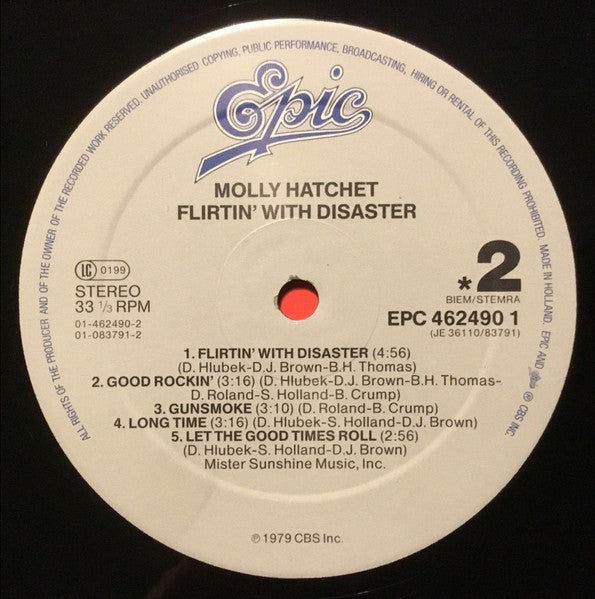 ALL RIGHTS OF THE PRODUCER AND OF THE OWNER OF THE RECORDED WORK RESERVED. UNAUTHORISED COPYING, PUBLIC PERFORMANCE, BROADCASTING, HIRING OR RENTAL OF THIS RECORDING PROHIBITED. MADE IN HOLLAND. EPIC AND Epic ℗ CBS INC.
Epic
MOLLY HATCHET
FLIRTIN' WITH DISASTER
LC 0199
STEREO
33 1/3 RPM
01-462490-2
01-083791-2
*2
BIEM/STEMRA
EPC 462490 1
(JE 36110/83791)
1. FLIRTIN' WITH DISASTER (4:56)
(D. Hlubek-D.J. Brown-B.H. Thomas)
2. GOOD ROCKIN' (3:16) (D. Hlubek-D.J. Brown-B.H. Thomas-
D. Roland-S. Holland-B. Crump)
3. GUNSMOKE (3:10) (D. Roland-B. Crump)
4. LONG TIME (3:16) (D. Hlubek-S. Holland-D.J. Brown)
5. LET THE GOOD TIMES ROLL (2:56)
(D. Hlubek-S. Holland-D.J. Brown)
Mister Sunshine Music, Inc.
℗ 1979 CBS Inc.